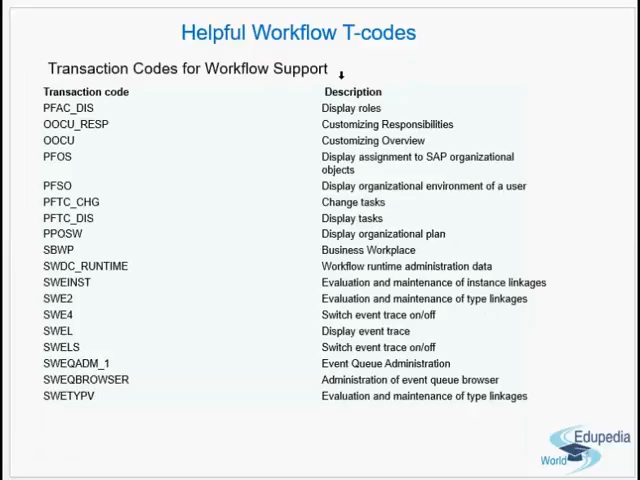 Helpful Workflow T-codes
Transaction Codes for Workflow Support
Transaction code Description
PFAC_DIS Display roles
OOCU_RESP Customizing Responsibilities
OOCU Customizing Overview
PFOS Display assignment to SAP organizational
objects
PFSO Display organizational environment of a user
PFTC_CHG Change tasks
PFTC_DIS Display tasks
PPOSW Display organizational plan
SBWP Business Workplace
SWDC_RUNTIME Workflow runtime administration data
SWEINST Evaluation and maintenance of instance linkages
SWE2 Evaluation and maintenance of type linkages
SWE4 Switch event trace on/off
SWEL Display event trace
SWELS Switch event trace on/off
SWEQADM_1 Event Queue Administration
SWEQBROWSER Administration of event queue browser
SWETYPV Evaluation and maintenance of type linkages
Edupedia
World